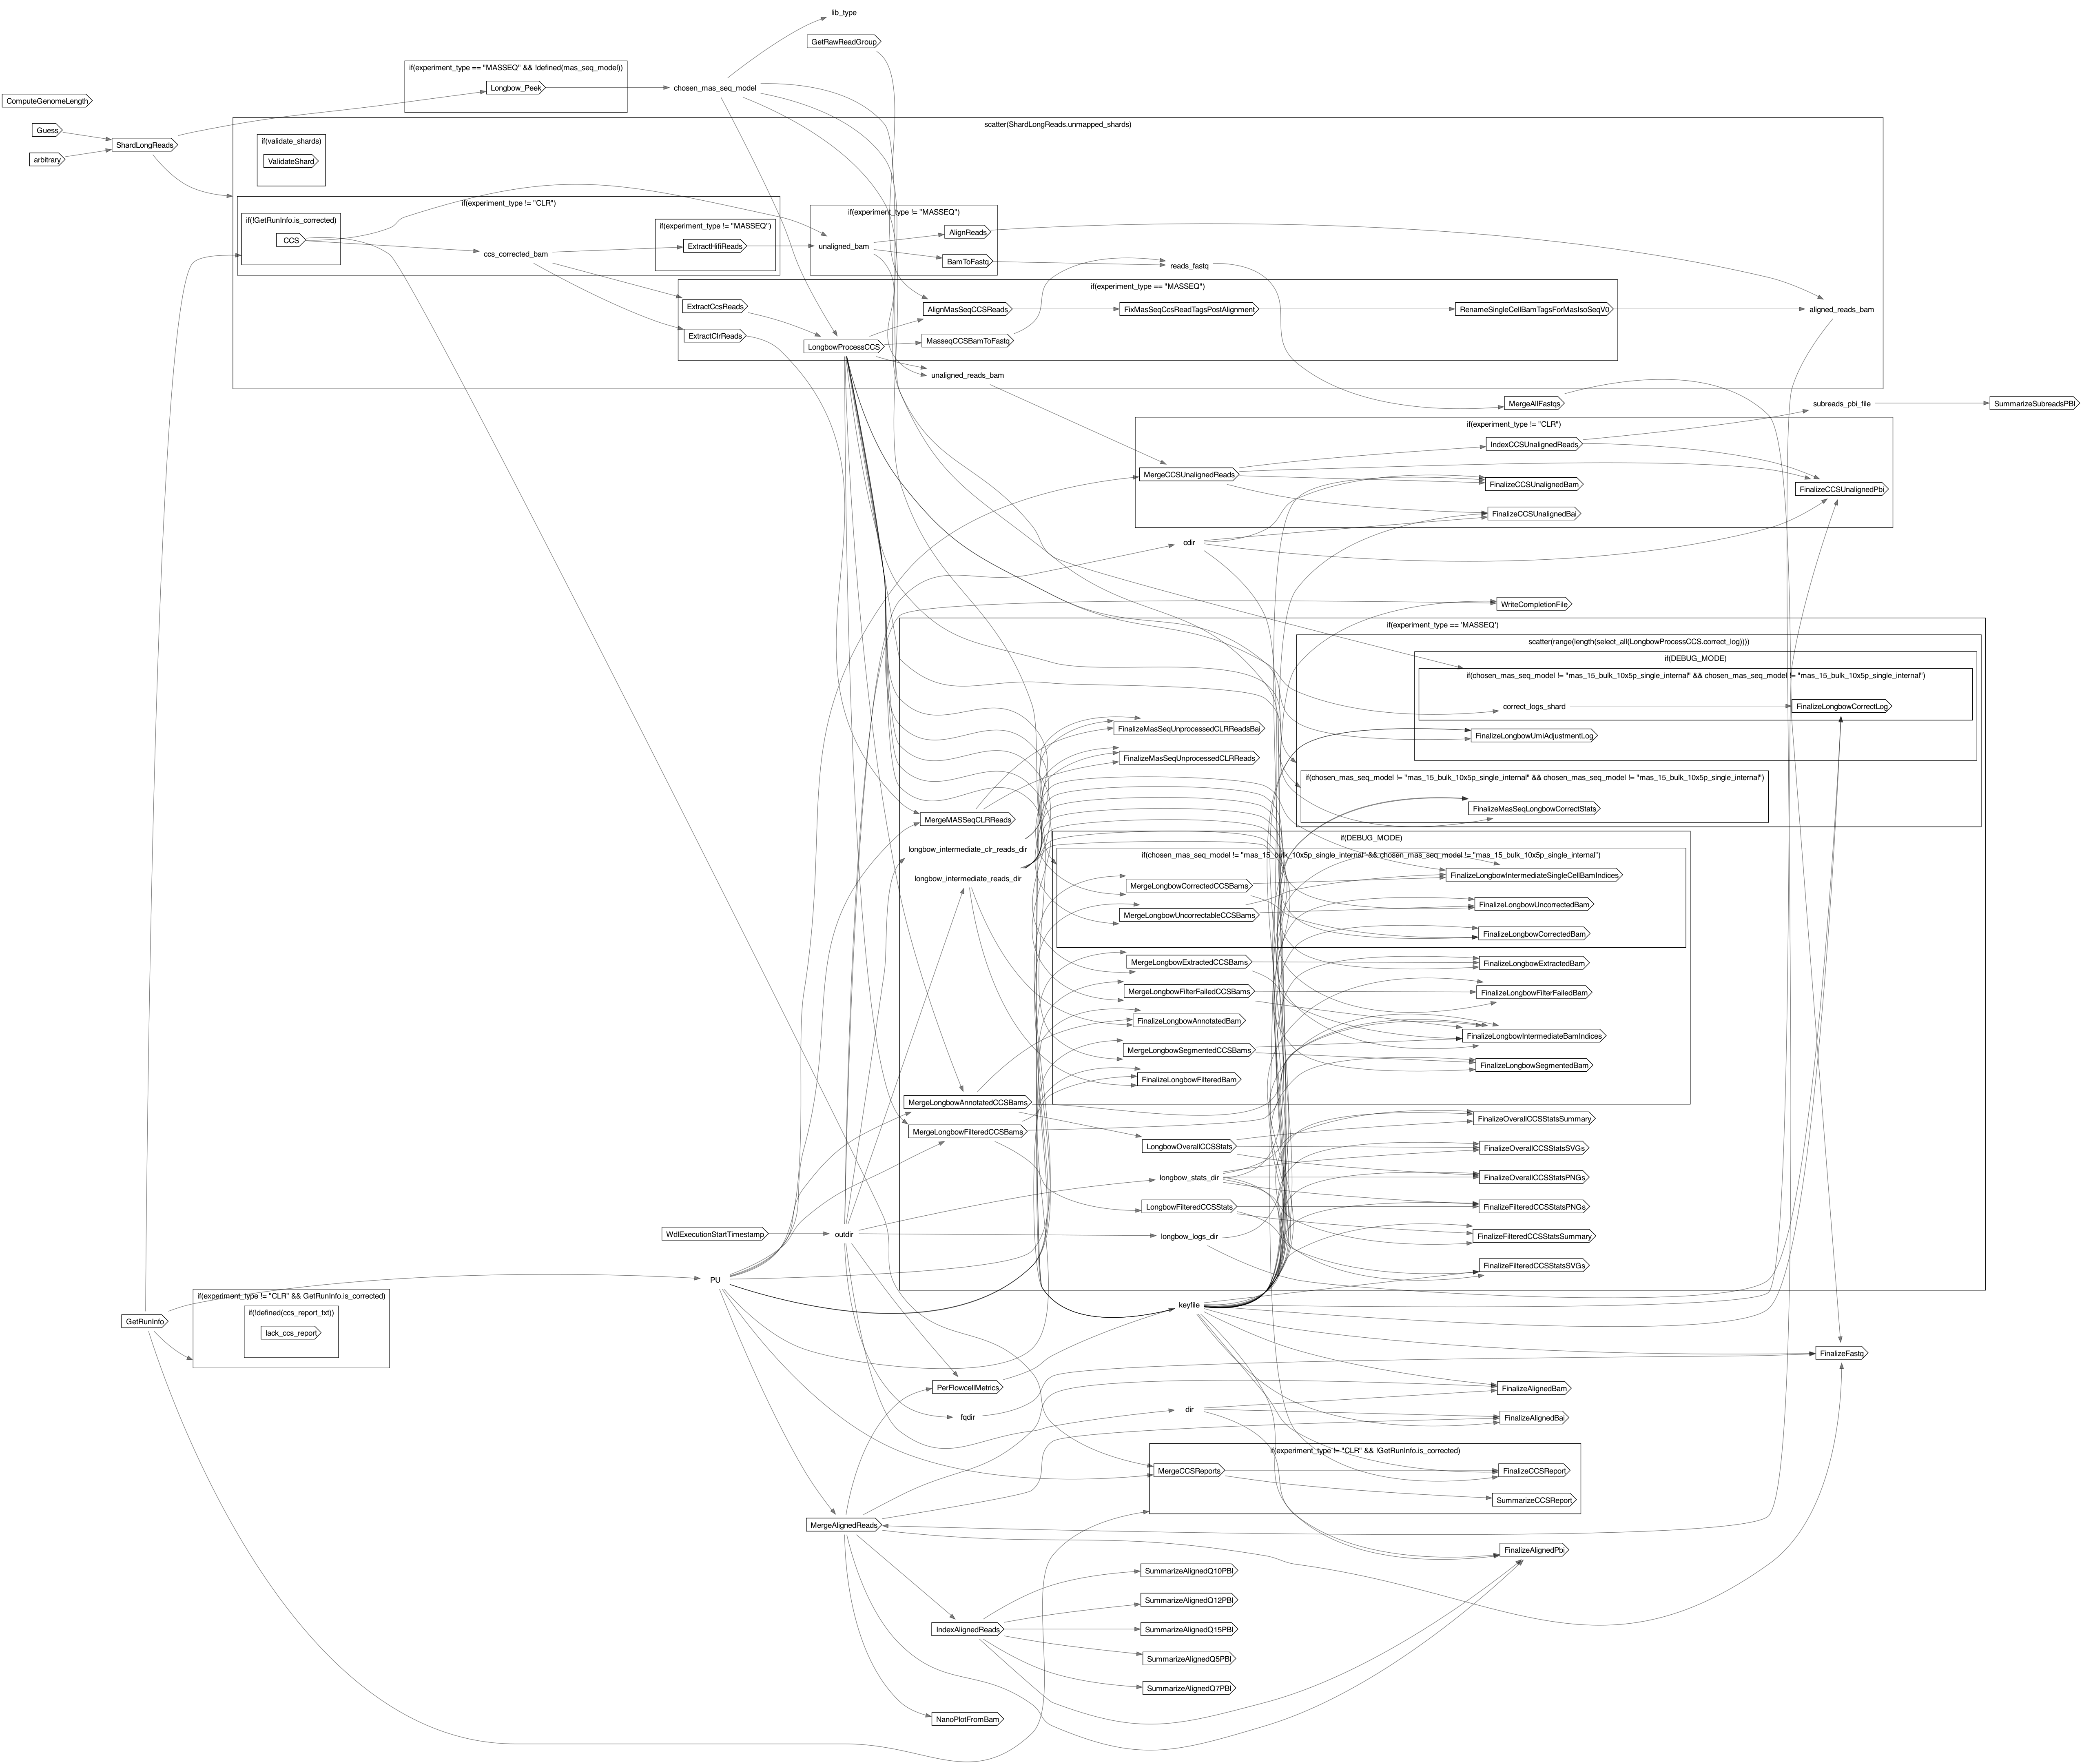 lib_type
GetRawReadGroup
if(experiment_type == "MASSEQ" && !defined(mas_seq_model))
Longbow_Peek
chosen_mas_seq_model
ComputeGenomeLength
Guess
arbitrary
ShardLongReads
scatter(ShardLongReads.unmapped_shards)
if(validate_shards)
ValidateShard
if(experiment_type != "CLR")
if(!GetRunInfo.is_corrected)
CCS
ccs_corrected_bam
if(experiment_type != "MASSEQ")
ExtractHifiReads
if(experiment_type != "MASSEQ")
unaligned_bam
AlignReads
BamToFastq
reads_fastq
if(experiment_type == "MASSEQ")
ExtractCcsReads
ExtractClrReads
LongbowProcessCCS
AlignMasSeqCCSReads
FixMasSeqCcsReadTagsPostAlignment
RenameSingleCellBamTagsForMasIsoSeqV0
aligned_reads_bam
MasseqCCSBamToFastq
unaligned_reads_bam
MergeAllFastqs
subreads_pbi_file
SummarizeSubreadsPBI
if(experiment_type != "CLR")
IndexCCSUnalignedReads
MergeCCSUnalignedReads
FinalizeCCSUnalignedBam
FinalizeCCSUnalignedPbi
FinalizeCCSUnalignedBai
cdir
WriteCompletionFile
if(experiment_type == 'MASSEQ')
scatter(range(length(select_all(LongbowProcessCCS.correct_log))))
if(DEBUG_MODE)
if(chosen_mas_seq_model != "mas_15_bulk_10x5p_single_internal" && chosen_mas_seq_model != "mas_15_bulk_10x5p_single_internal")
correct_logs_shard
FinalizeLongbowCorrectLog
FinalizeLongbowUmiAdjustmentLog
if(chosen_mas_seq_model != "mas_15_bulk_10x5p_single_internal" && chosen_mas_seq_model != "mas_15_bulk_10x5p_single_internal")
FinalizeMasSeqLongbowCorrectStats
FinalizeMasSeqUnprocessedCLRReadsBai
FinalizeMasSeqUnprocessedCLRReads
MergeMASSeqCLRReads
longbow_intermediate_clr_reads_dir
longbow_intermediate_reads_dir
if(DEBUG_MODE)
if(chosen_mas_seq_model != "mas_15_bulk_10x5p_single_internal" && chosen_mas_seq_model != "mas_15_bulk_10x5p_single_internal")
MergeLongbowCorrectedCCSBams
FinalizeLongbowIntermediateSingleCellBamIndices
MergeLongbowUncorrectableCCSBams
FinalizeLongbowUncorrectedBam
FinalizeLongbowCorrectedBam
MergeLongbowExtractedCCSBams
FinalizeLongbowExtractedBam
MergeLongbowFilterFailedCCSBams
FinalizeLongbowFilterFailedBam
FinalizeLongbowAnnotatedBam
FinalizeLongbowIntermediateBamIndices
MergeLongbowSegmentedCCSBams
FinalizeLongbowSegmentedBam
FinalizeLongbowFilteredBam
MergeLongbowAnnotatedCCSBams
MergeLongbowFilteredCCSBams
FinalizeOverallCCSStatsSummary
LongbowOverallCCSStats
FinalizeOverallCCSStatsSVGs
longbow_stats_dir
FinalizeOverallCCSStatsPNGs
LongbowFilteredCCSStats
FinalizeFilteredCCSStatsPNGs
longbow_logs_dir
FinalizeFilteredCCSStatsSummary
FinalizeFilteredCCSStatsSVGs
WdlExecutionStartTimestamp
outdir
PU
keyfile
GetRunInfo
if(experiment_type != "CLR" && GetRunInfo.is_corrected)
if(!defined(ccs_report_txt))
lack_ccs_report
FinalizeFastq
PerFlowcellMetrics
FinalizeAlignedBam
fqdir
dir
FinalizeAlignedBai
if(experiment_type != "CLR" && !GetRunInfo.is_corrected)
MergeCCSReports
FinalizeCCSReport
SummarizeCCSReport
MergeAlignedReads
FinalizeAlignedPbi
SummarizeAlignedQ10PBI
SummarizeAlignedQ12PBI
IndexAlignedReads
SummarizeAlignedQ15PBI
SummarizeAlignedQ5PBI
SummarizeAlignedQ7PBI
NanoPlotFromBam